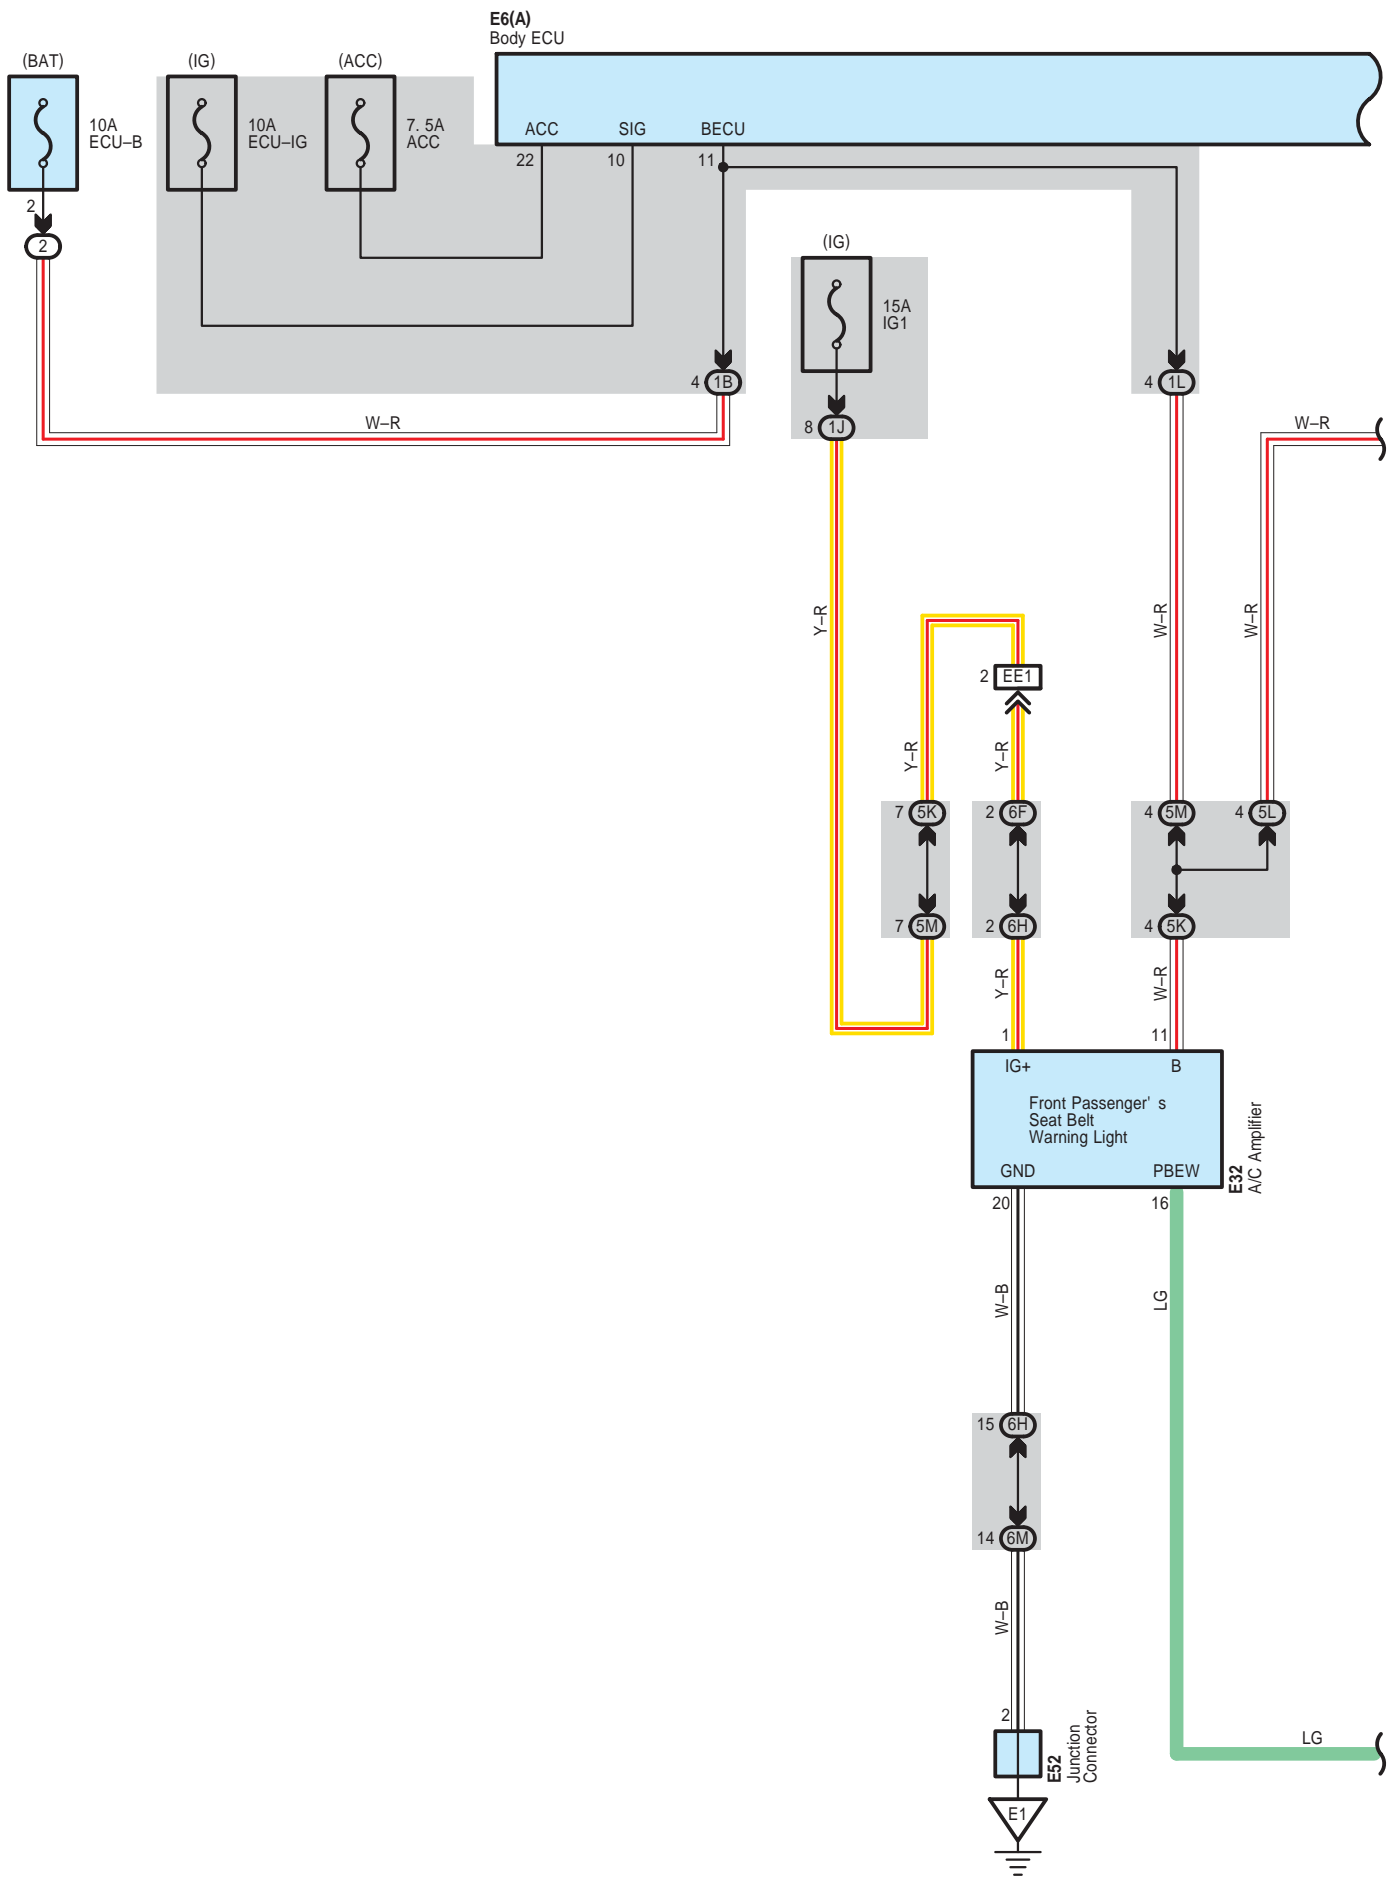 E6(A)
Body ECU
(BAT)
(IG)
(ACC)
10A
ECU–B
10A
ECU–IG
7. 5A
ACC
ACC
SIG
BECU
22
10
11
2
2
(IG)
15A
IG1
4 1B
4 1L
8 1J
W–R
W–R
Y–R
W–R
W–R
2 EE1
Y–R
Y–R
7 5K
2 6F
4 5M
4 5L
7 5M
2 6H
4 5K
Y–R
W–R
1
11
IG+
B
Front Passenger' s
Seat Belt
Warning Light
GND
PBEW
E32
A/C Amplifier
20
16
W–B
LG
15 6H
14 6M
W–B
2
E52
Junction
Connector
LG
E1